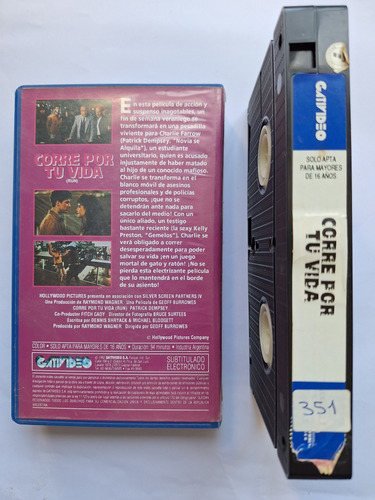 CORRE POR
TU VIDA
(RUN)
En esta película de acción y
suspenso inagotables, un
fin de semana veraniego se
transformará en una pesadilla
viviente para Charlie Farrow
(Patrick Dempsey, "Novia se
Alquila"), un estudiante
universitario, quien es acusado
injustamente de haber matado
al hijo de un conocido mafioso.
Charlie se transforma en el
blanco móvil de asesinos
profesionales y de policías
corruptos, ¡que no se
detendrán ante nada para
sacarlo del medio! Con un
único aliado, un testigo
bastante reciente (la sexy Kelly
Preston, "Gemelos"), Charlie se
verá obligado a correr
desesperadamente para poder
salvar su vida ¡en un juego
mortal de gato y ratón! ¡No se
pierda esta electrizante película
que lo mantendrá en el borde
de su asiento!
© Hollywood Pictures Company
HOLLYWOOD PICTURES presenta en asociación con SILVER SCREEN PARTNERS IV
Una Producción de RAYMOND WAGNER Una Película de GEOFF BURROWES
CORRE POR TU VIDA (RUN) PATRICK DEMPSEY
Co-Productor FITCH CADY Director de Fotografía BRUCE SURTEES
Escrita por DENNIS SHRYACK & MICHAEL BLODGETT
Producida por RAYMOND WAGNER Dirigida por GEOFF BURROWES
COLOR • SOLO APTA PARA MAYORES DE 16 AÑOS • Duración: 94 minutos • Industria Argentina
GATIVIDEO
SUBTITULADO
ELECTRONICO
GATIVIDEO
SOLO APTA
PARA MAYORES
DE 16 AÑOS
CORRE POR
TU VIDA
351